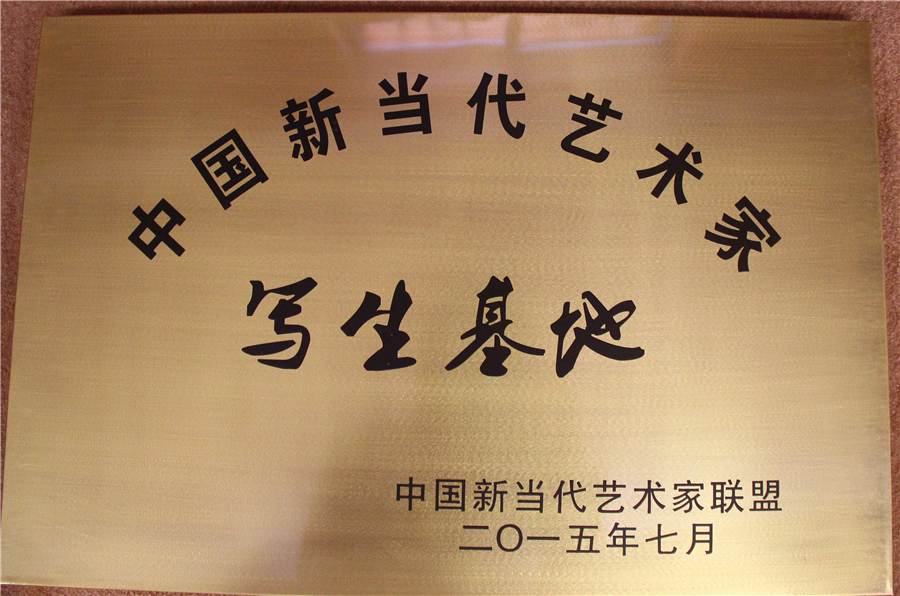 中国新当代艺术家
写生基地
中国新当代艺术家联盟
二〇一五年七月